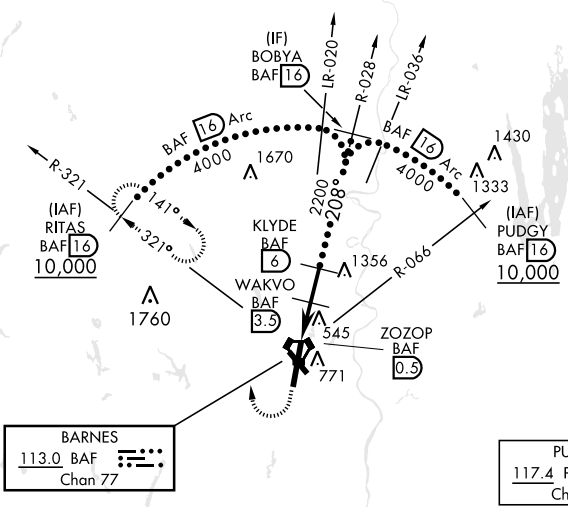 (IF)
BOBYA
BAF 16
LR-020
R-028
LR-036
BAF 16 Arc
4000
1670
BAF 16 Arc
4000
1430
1333
R-321
141°
321°
(IAF)
RITAS
BAF 16
10,000
2200
208°
(IAF)
PUDGY
BAF 16
10,000
KLYDE
BAF
6
1356
R-066
WAKVO
BAF
3.5
1760
545
ZOZOP
BAF
0.5
771
BARNES
113.0 BAF
Chan 77
PU
117.4 P
Ch